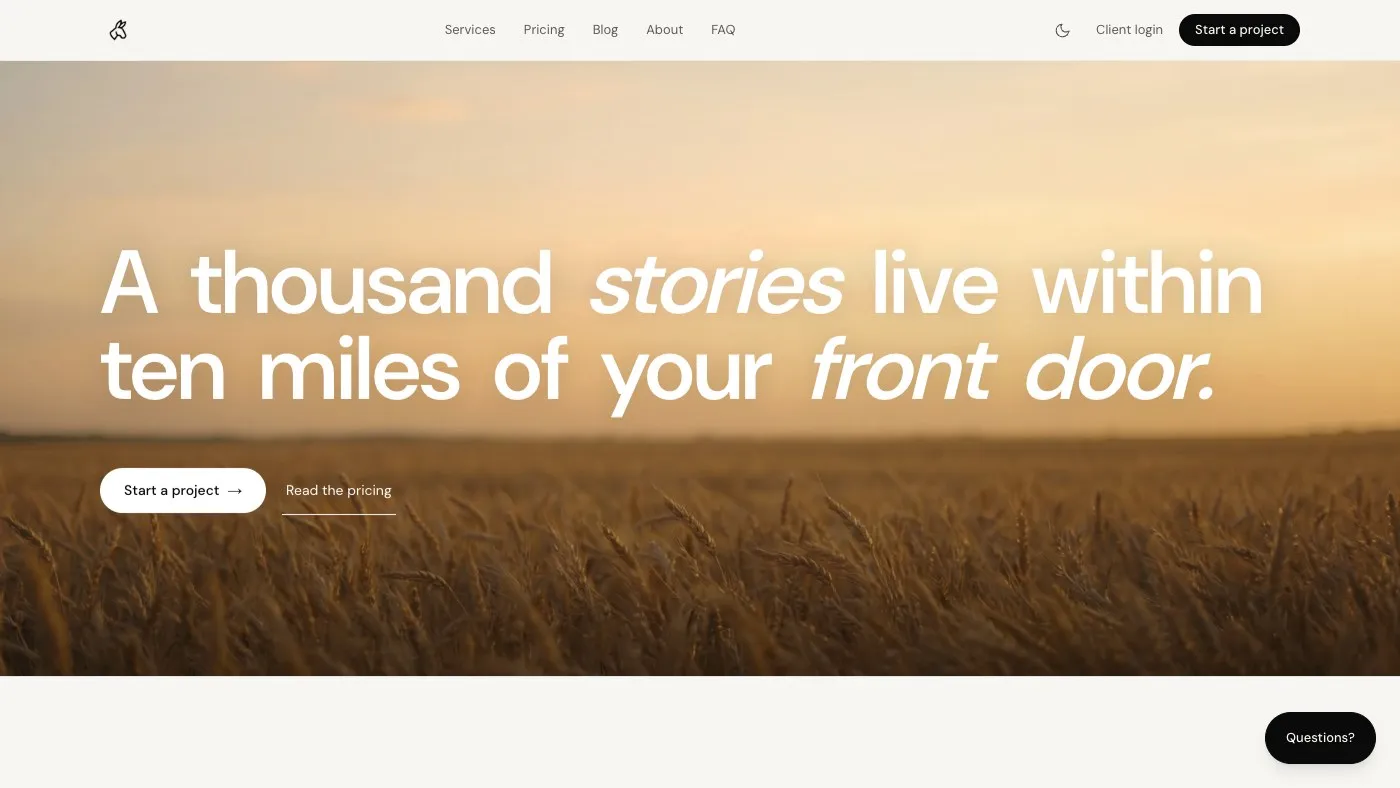 Services
Pricing
Blog
About
FAQ
Client login
Start a project
A thousand stories live within
ten miles of your front door.
Start a project →
Read the pricing
Questions?